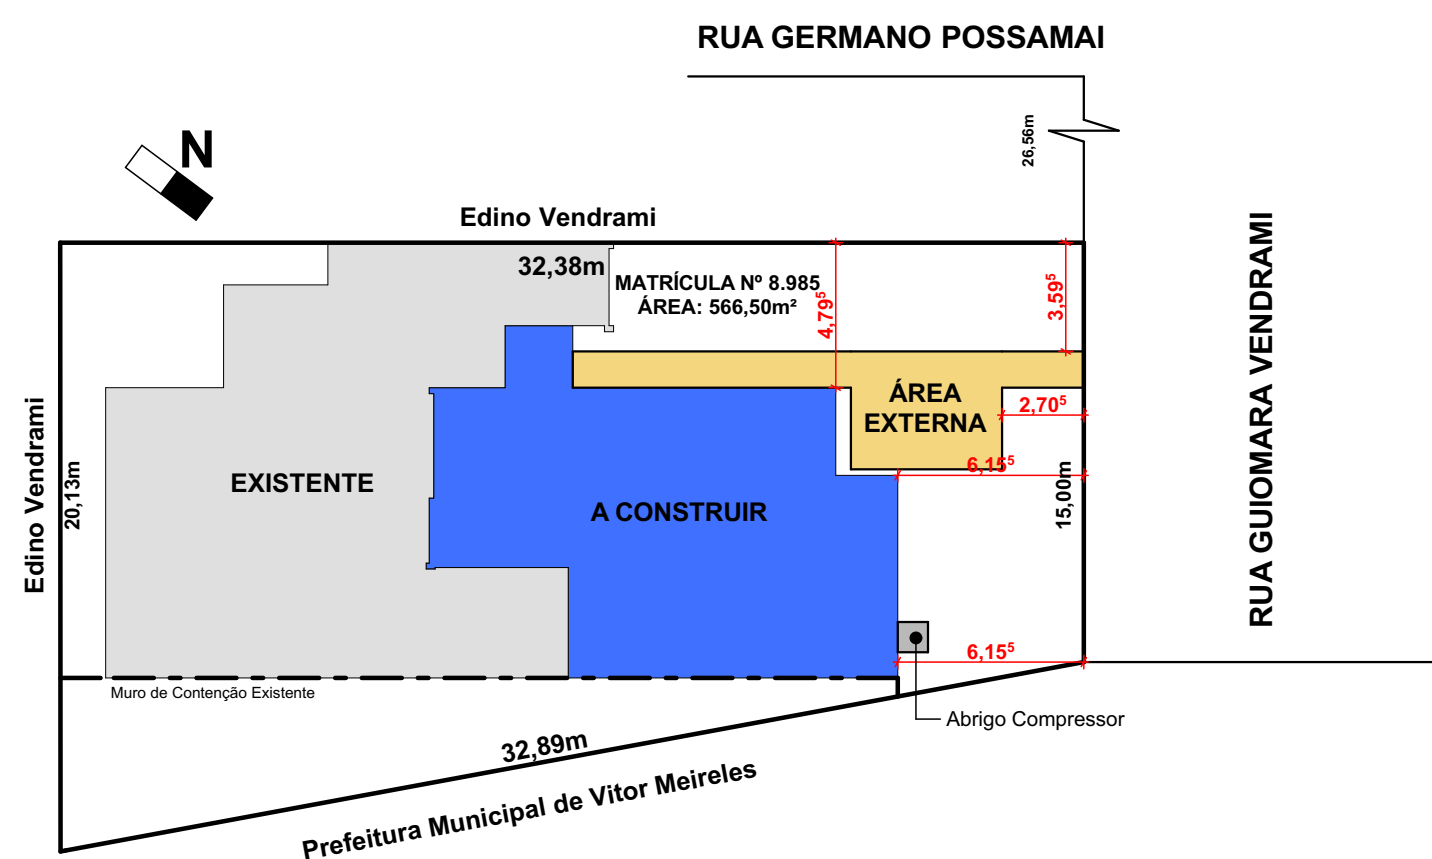 RUA GERMANO POSSAMAI
26,56m
N
Edino Vendrami
32,38m
MATRÍCULA Nº 8.985
ÁREA: 566,50m²
4,79⁵
3,59⁵
RUA GUIOMARA VENDRAMI
ÁREA
EXTERNA
2,70⁵
Edino Vendrami
20,13m
EXISTENTE
A CONSTRUIR
6,15⁵
15,00m
6,15⁵
Muro de Contenção Existente
Abrigo Compressor
32,89m
Prefeitura Municipal de Vitor Meireles